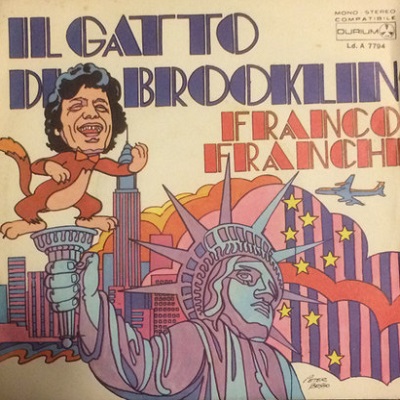 IL GATTO
DI BROOKLIN
FRANCO
FRANCHI
MONO · STEREO
COMPATIBILE
DURIUM
Ld. A 7794